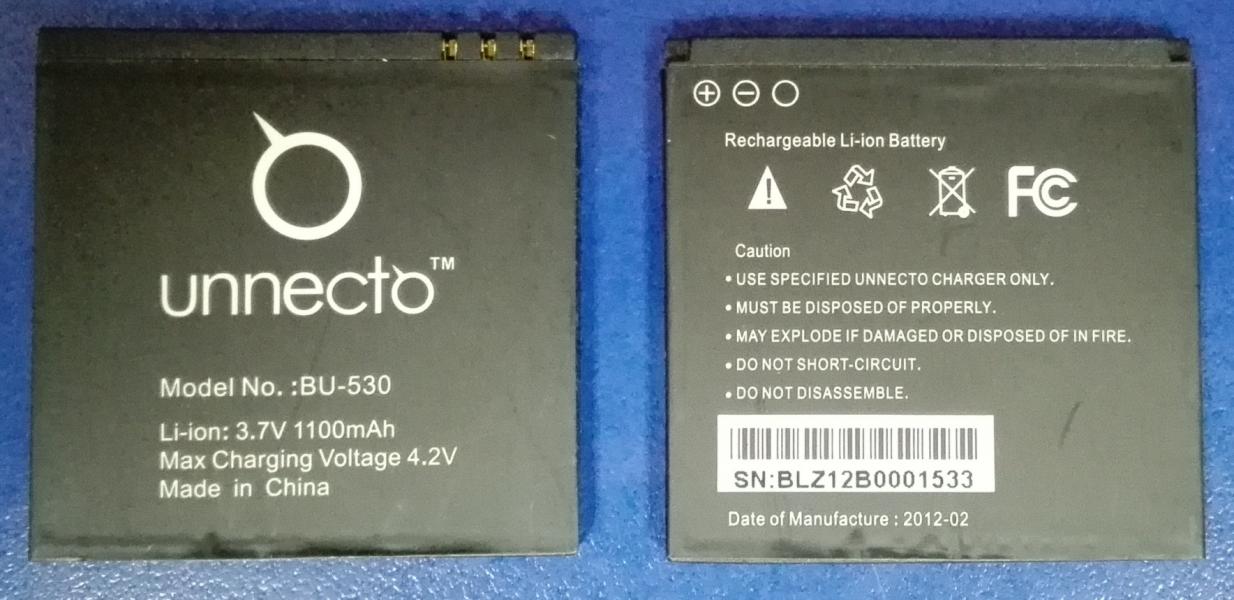 unnecto™
Model No. :BU-530
Li-ion: 3.7V 1100mAh
Max Charging Voltage 4.2V
Made in China
Rechargeable Li-ion Battery
FC
Caution
• USE SPECIFIED UNNECTO CHARGER ONLY.
• MUST BE DISPOSED OF PROPERLY.
• MAY EXPLODE IF DAMAGED OR DISPOSED OF IN FIRE.
• DO NOT SHORT-CIRCUIT.
• DO NOT DISASSEMBLE.
SN:BLZ12B0001533
Date of Manufacture : 2012-02